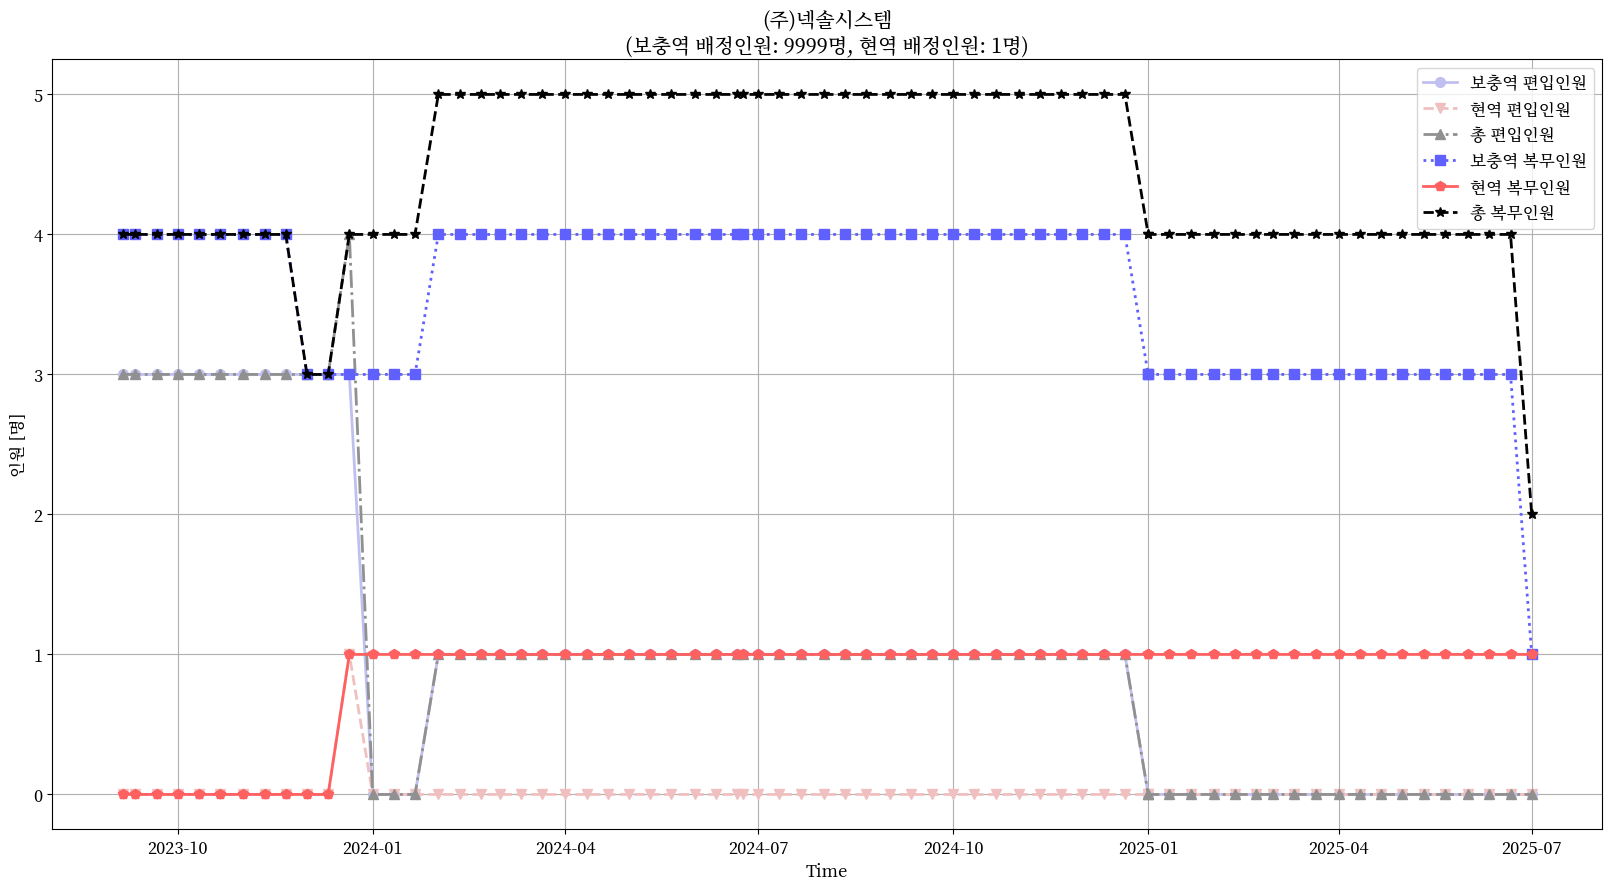 (주)넥솔시스템
(보충역 배정인원: 9999명, 현역 배정인원: 1명)
보충역 편입인원
현역 편입인원
총 편입인원
보충역 복무인원
현역 복무인원
총 복무인원
5
4
3
2
1
0
인원 [명]
2023-10
2024-01
2024-04
2024-07
2024-10
2025-01
2025-04
2025-07
Time